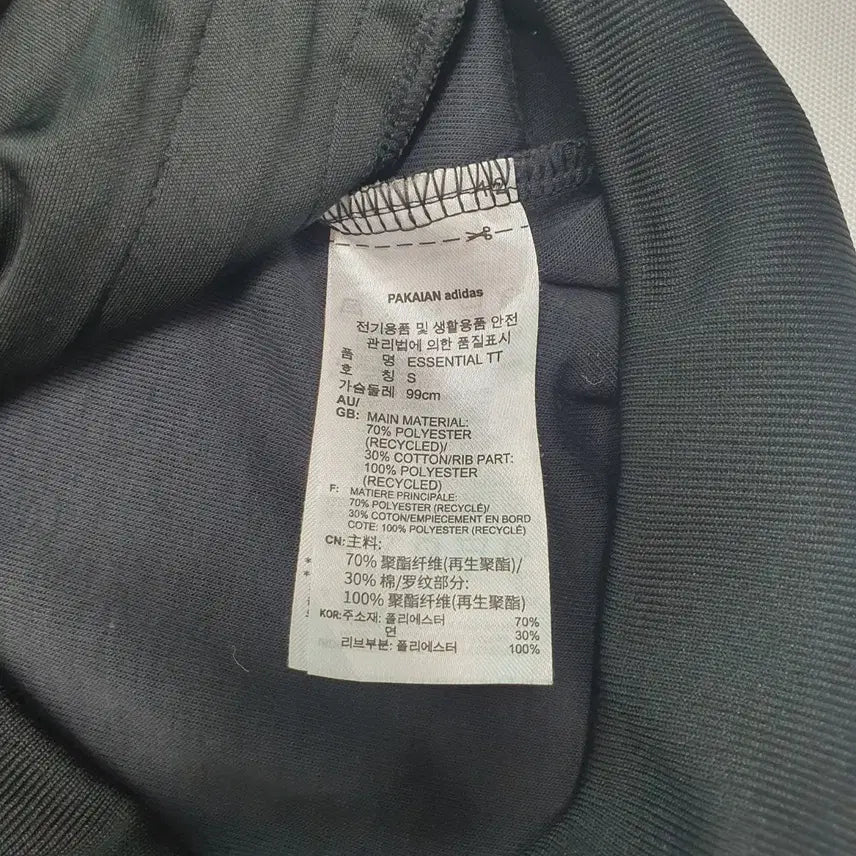 PAKAIAN adidas
전기용품 및 생활용품 안전
관리법에 의한 품질표시
품 명 ESSENTIAL TT
호 칭 S
가슴둘레 99cm
AU/
GB: MAIN MATERIAL:
70% POLYESTER
(RECYCLED)/
30% COTTON/RIB PART:
100% POLYESTER
(RECYCLED)
F: MATIERE PRINCIPALE:
70% POLYESTER (RECYCLÉ)/
30% COTON/EMPIECEMENT EN BORD
COTE: 100% POLYESTER (RECYCLÉ)
CN: 主料:
70% 聚酯纤维(再生聚酯)/
30% 棉/罗纹部分:
100% 聚酯纤维(再生聚酯)
KOR: 주소재: 폴리에스터 70%
면 30%
리브부분: 폴리에스터 100%